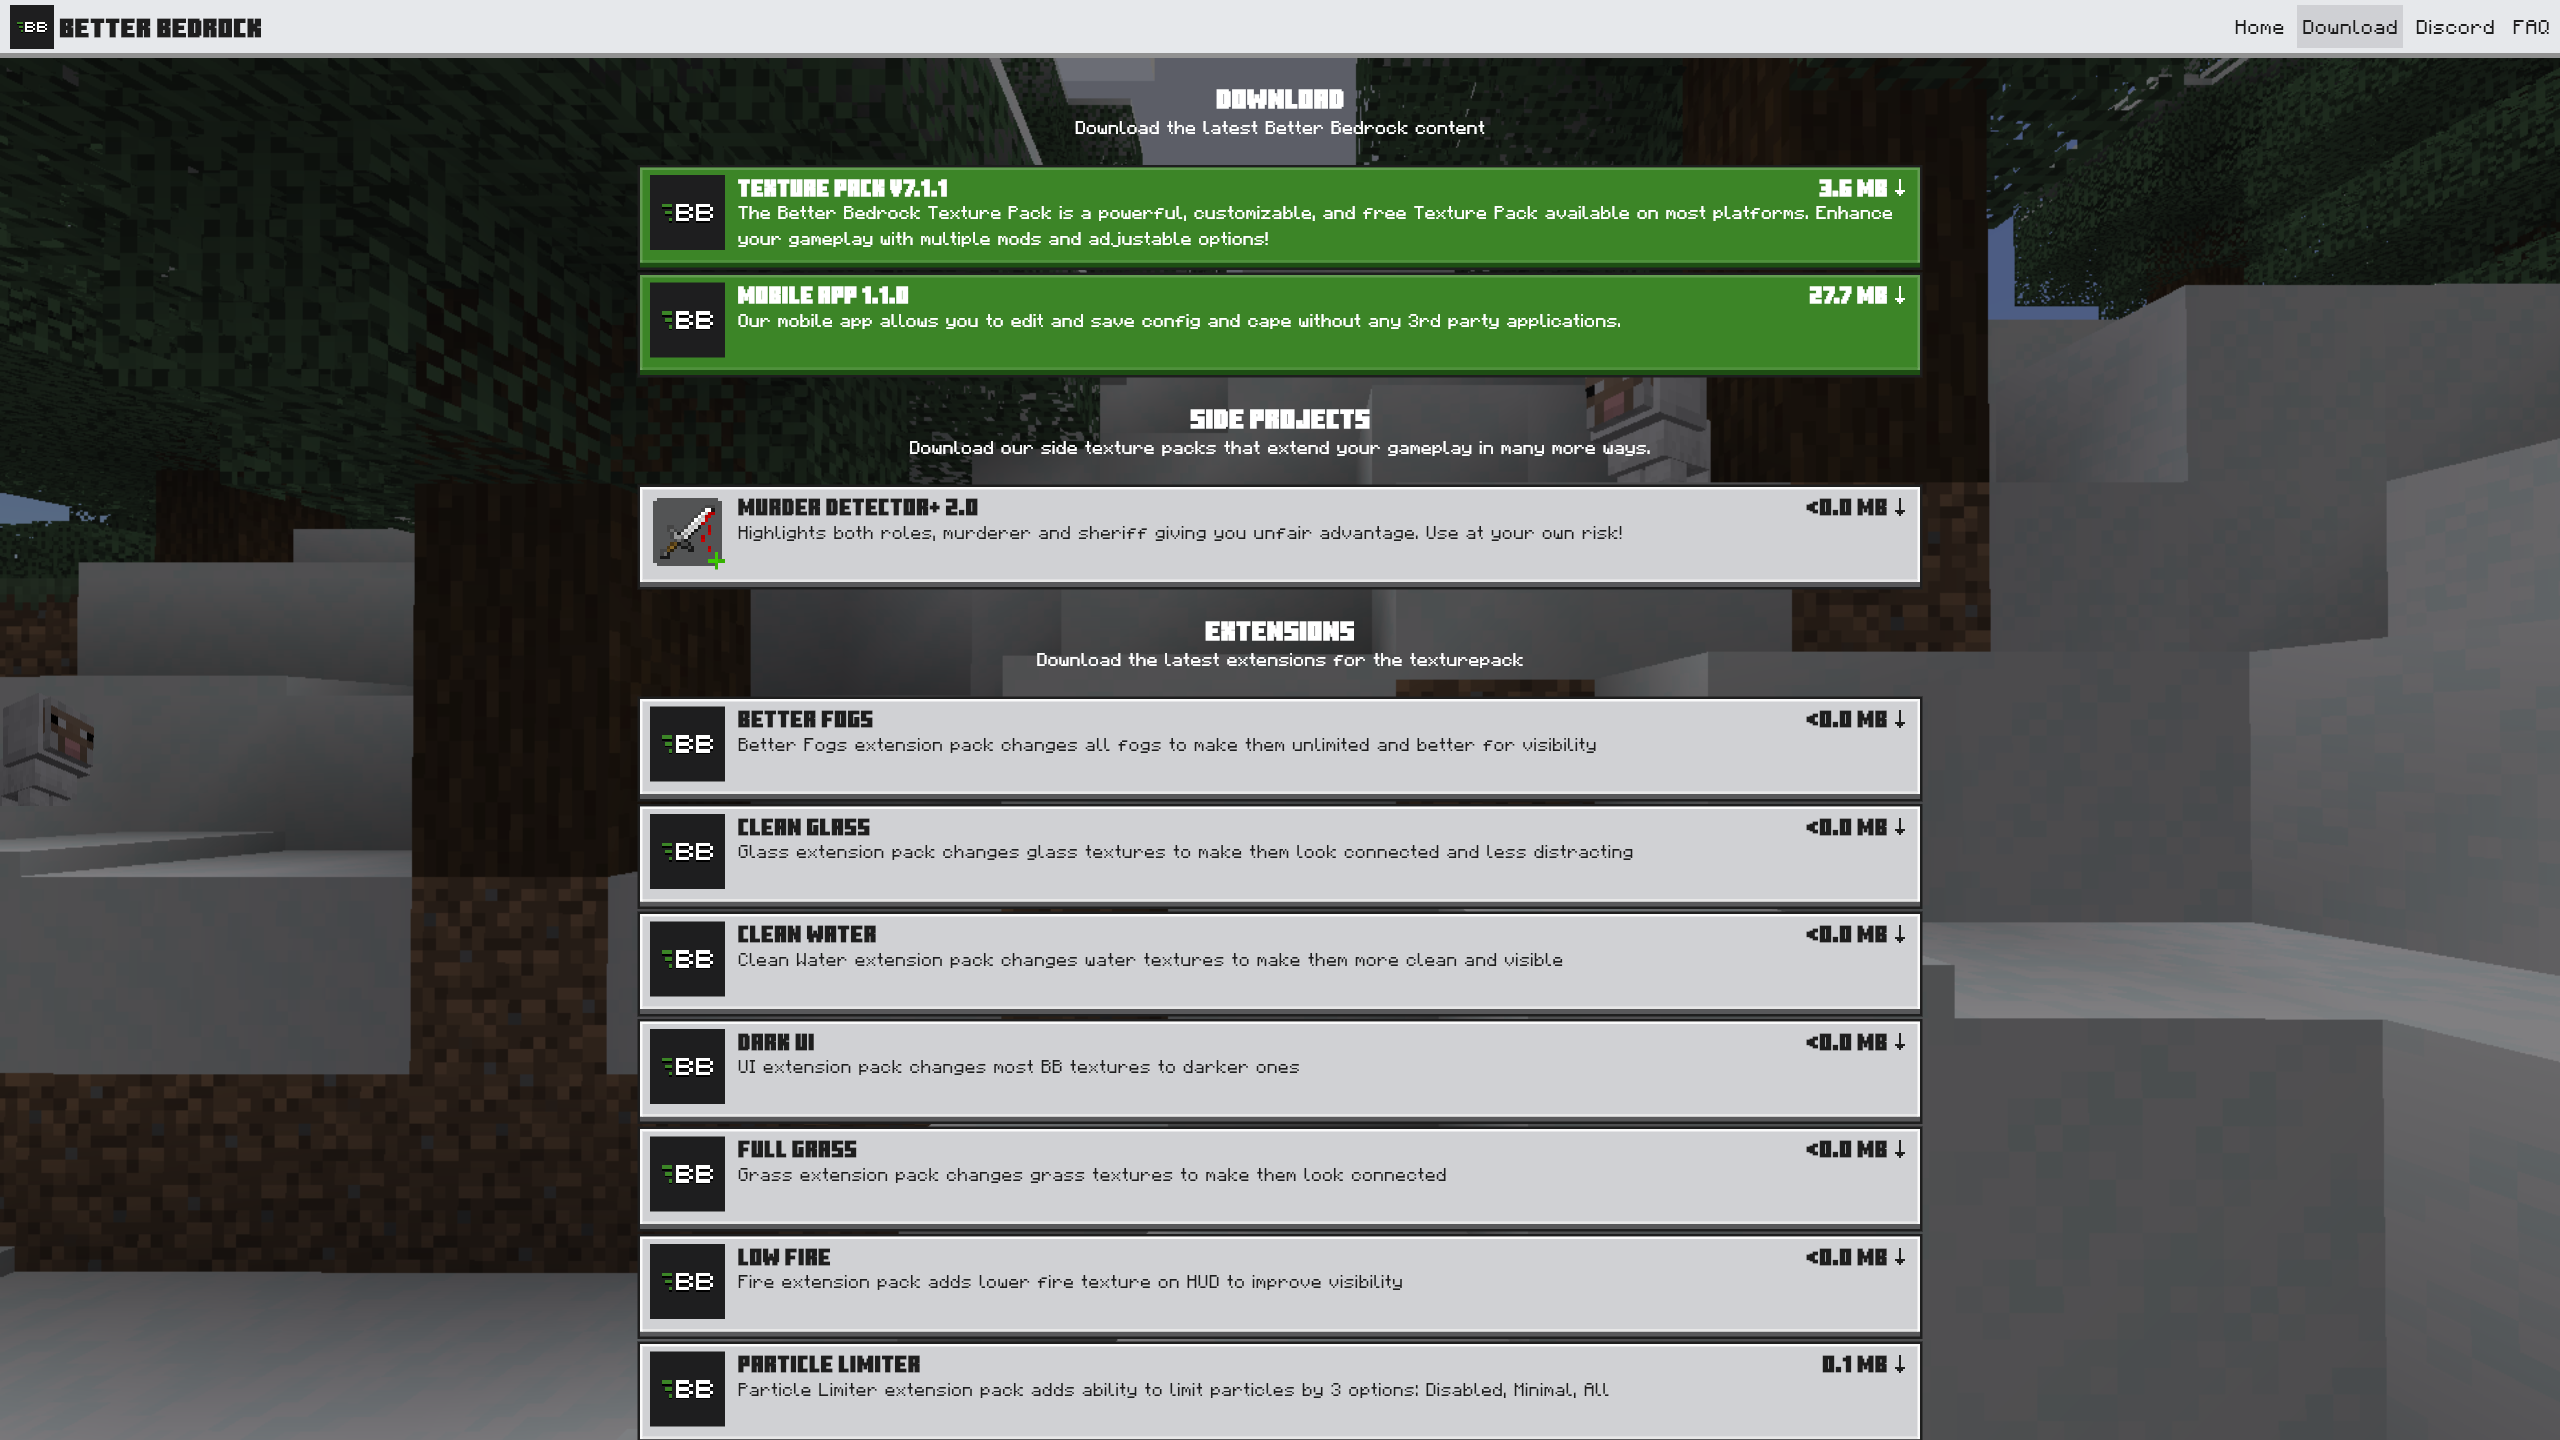 BB BETTER BEDROCK
Home Download Discord FAQ
DOWNLOAD
Download the latest Better Bedrock content
BB
TEXTURE PACK V7.1.1
3.6 MB ↓
The Better Bedrock Texture Pack is a powerful, customizable, and free Texture Pack available on most platforms. Enhance
your gameplay with multiple mods and adjustable options!
BB
MOBILE APP 1.1.0
27.7 MB ↓
Our mobile app allows you to edit and save config and cape without any 3rd party applications.
SIDE PROJECTS
Download our side texture packs that extend your gameplay in many more ways.
MURDER DETECTOR+ 2.0
<0.0 MB ↓
Highlights both roles, murderer and sheriff giving you unfair advantage. Use at your own risk!
EXTENSIONS
Download the latest extensions for the texturepack
BB
BETTER FOGS
<0.0 MB ↓
Better Fogs extension pack changes all fogs to make them unlimited and better for visibility
BB
CLEAN GLASS
<0.0 MB ↓
Glass extension pack changes glass textures to make them look connected and less distracting
BB
CLEAN WATER
<0.0 MB ↓
Clean Water extension pack changes water textures to make them more clean and visible
BB
DARK UI
<0.0 MB ↓
UI extension pack changes most BB textures to darker ones
BB
FULL GRASS
<0.0 MB ↓
Grass extension pack changes grass textures to make them look connected
BB
LOW FIRE
<0.0 MB ↓
Fire extension pack adds lower fire texture on HUD to improve visibility
BB
PARTICLE LIMITER
0.1 MB ↓
Particle Limiter extension pack adds ability to limit particles by 3 options: Disabled, Minimal, All